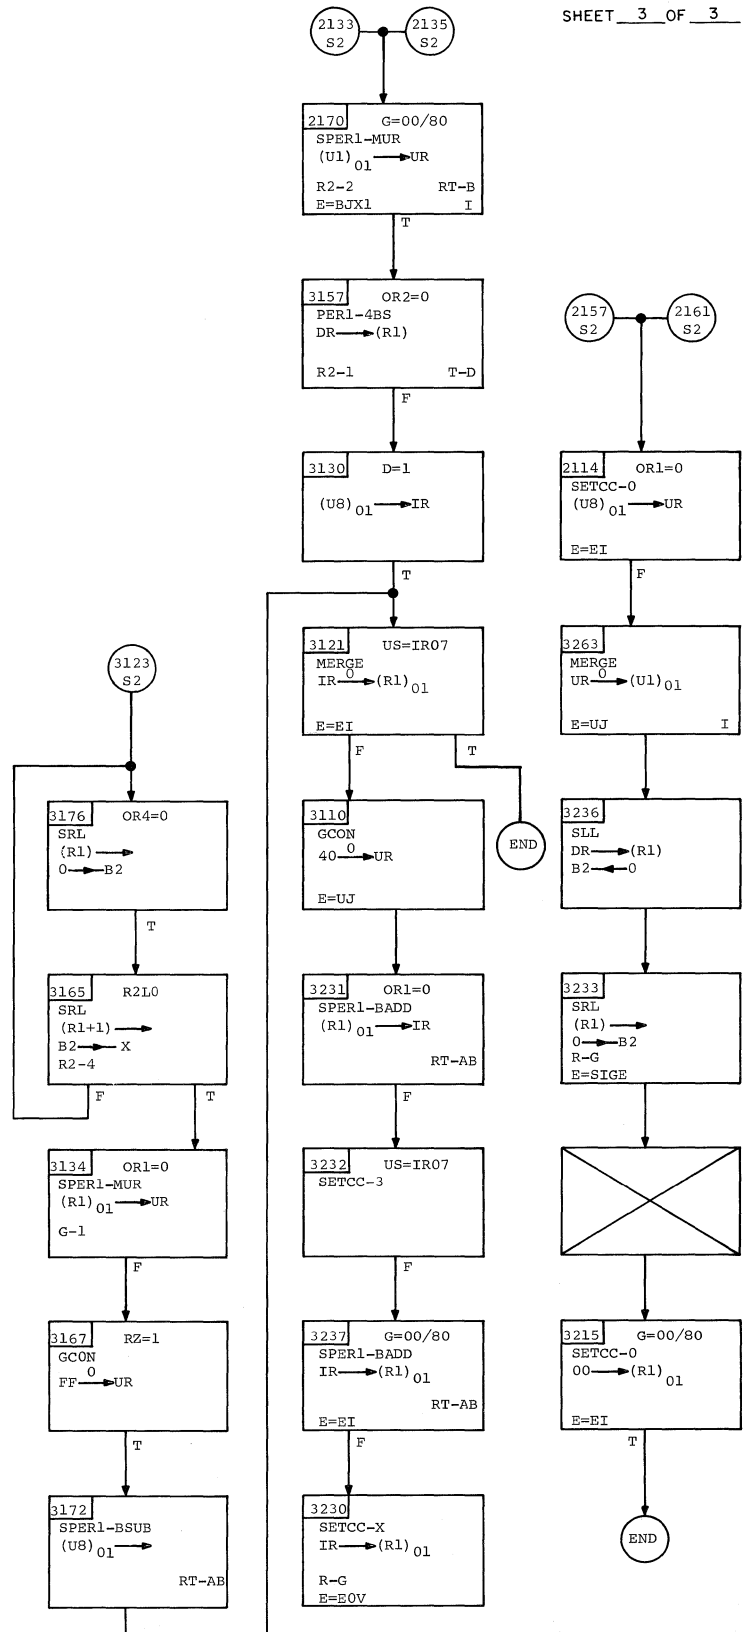 SHEET 3 OF 3
2133
S2
2135
S2
2170 G=00/80
SPER1-MUR
(U1)01 UR
R2-2 RT-B
E=BJX1 I
T
3157 OR2=0
PER1-4BS
DR (R1)
R2-1 T-D
F
3130 D=1
(U8)01 IR
T
3121 US=IR07
MERGE
0
IR (R1)01
E=EI
F
T
END
3110
GCON
0
40 UR
E=UJ
3231 OR1=0
SPER1-BADD
(R1)01 IR
RT-AB
F
3232 US=IR07
SETCC-3
F
3237 G=00/80
SPER1-BADD
IR (R1)01
RT-AB
E=EI
F
3230
SETCC-X
IR (R1)01
R-G
E=EOV
3123
S2
3176 OR4=0
SRL
(R1)
0 B2
T
3165 R2L0
SRL
(R1+1)
B2 X
R2-4
F
T
3134 OR1=0
SPER1-MUR
(R1)01 UR
G-1
F
3167 RZ=1
GCON
0
FF UR
T
3172
SPER1-BSUB
(U8)01
RT-AB
2157
S2
2161
S2
2114 OR1=0
SETCC-0
(U8)01 UR
E=EI
F
3263
MERGE
0
UR (U1)01
E=UJ I
3236
SLL
DR (R1)
B2 0
3233
SRL
(R1)
0 B2
R-G
E=SIGE
3215 G=00/80
SETCC-0
00 (R1)01
E=EI
T
END